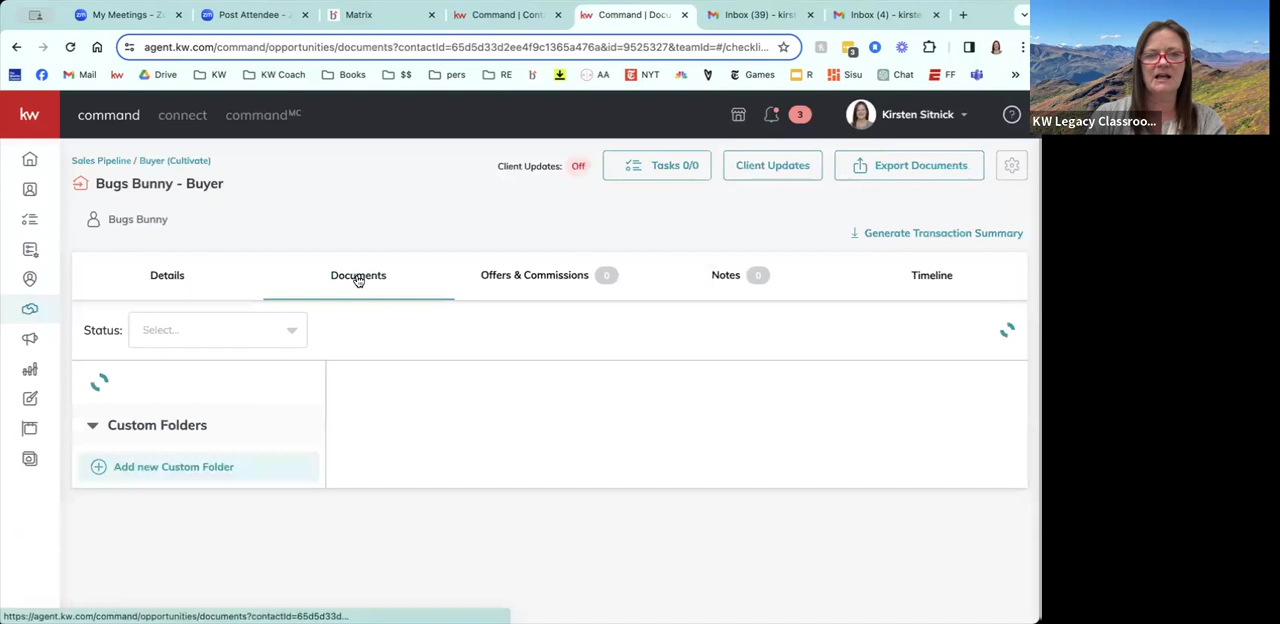 My Meetings - Z
Post Attendee -
Matrix
Command | Con
Command | Docu
Inbox (39) - kirst
Inbox (4) - kirste
agent.kw.com/command/opportunities/documents?contactId=65d5d33d2ee4f9c1365a476a&id=9525327&teamId=#/checkli...
Mail
kw
Drive
KW
KW Coach
Books
$$
pers
RE
AA
NYT
Games
R
Sisu
Chat
FF
»
kw
command
connect
commandMC
3
Kirsten Sitnick
KW Legacy Classroo...
Sales Pipeline / Buyer (Cultivate)
Client Updates: Off
Tasks 0/0
Client Updates
Export Documents
Bugs Bunny - Buyer
Bugs Bunny
Generate Transaction Summary
Details
Documents
Offers & Commissions 0
Notes 0
Timeline
Status:
Select...
Custom Folders
Add new Custom Folder
https://agent.kw.com/command/opportunities/documents?contactId=65d5d33d...